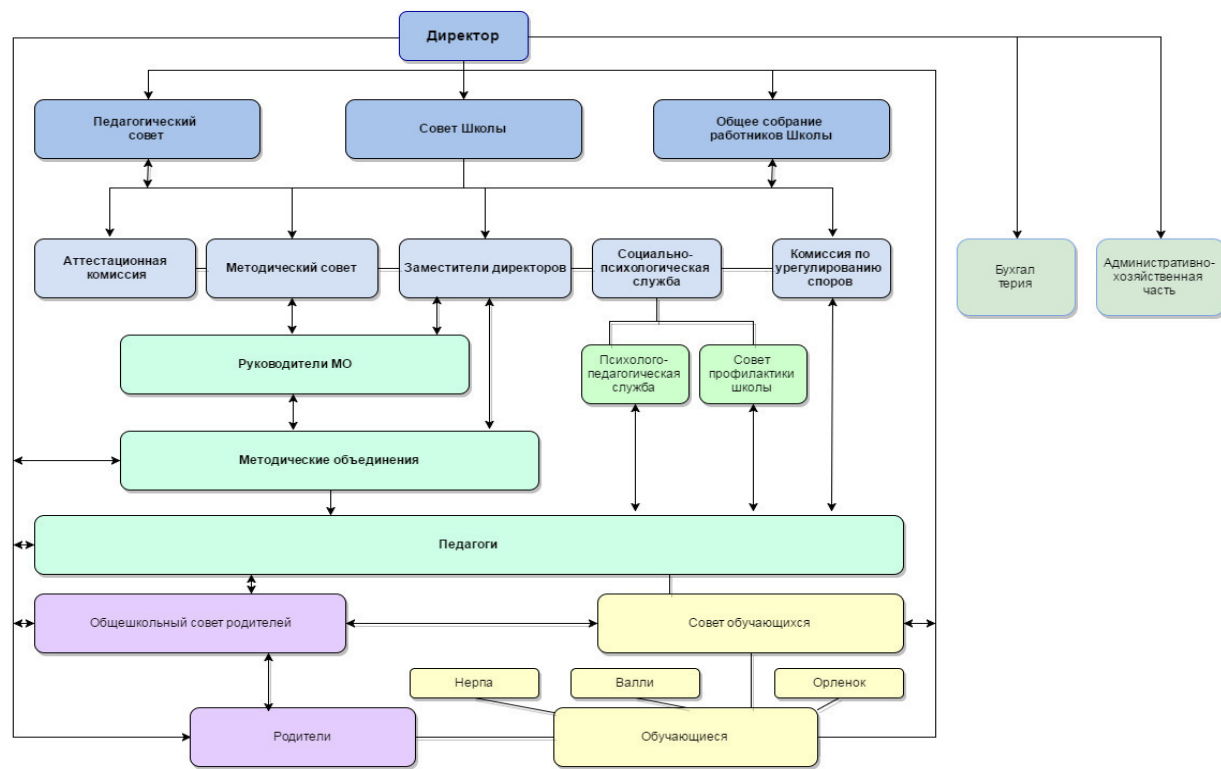 Директор
Педагогический
совет
Совет Школы
Общее собрание
работников Школы
Аттестационная
комиссия
Методический совет
Заместители директоров
Социально-
психологическая
служба
Комиссия по
урегулированию
споров
Бухгал
терия
Административно-
хозяйственная
часть
Руководители МО
Психолого-
педагогическая
служба
Совет
профилактики
школы
Методические объединения
Педагоги
Общешкольный совет родителей
Совет обучающихся
Нерпа
Валли
Орленок
Родители
Обучающиеся